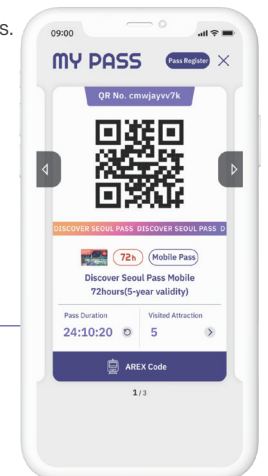 s.
09:00
MY PASS
Pass Register
QR No. cmwjayvv7k
DISCOVER SEOUL PASS DISCOVER SEOUL PASS D
72h
Mobile Pass
Discover Seoul Pass Mobile
72hours(5-year validity)
Pass Duration
Visited Attraction
24:10:20
5
AREX Code
1/3